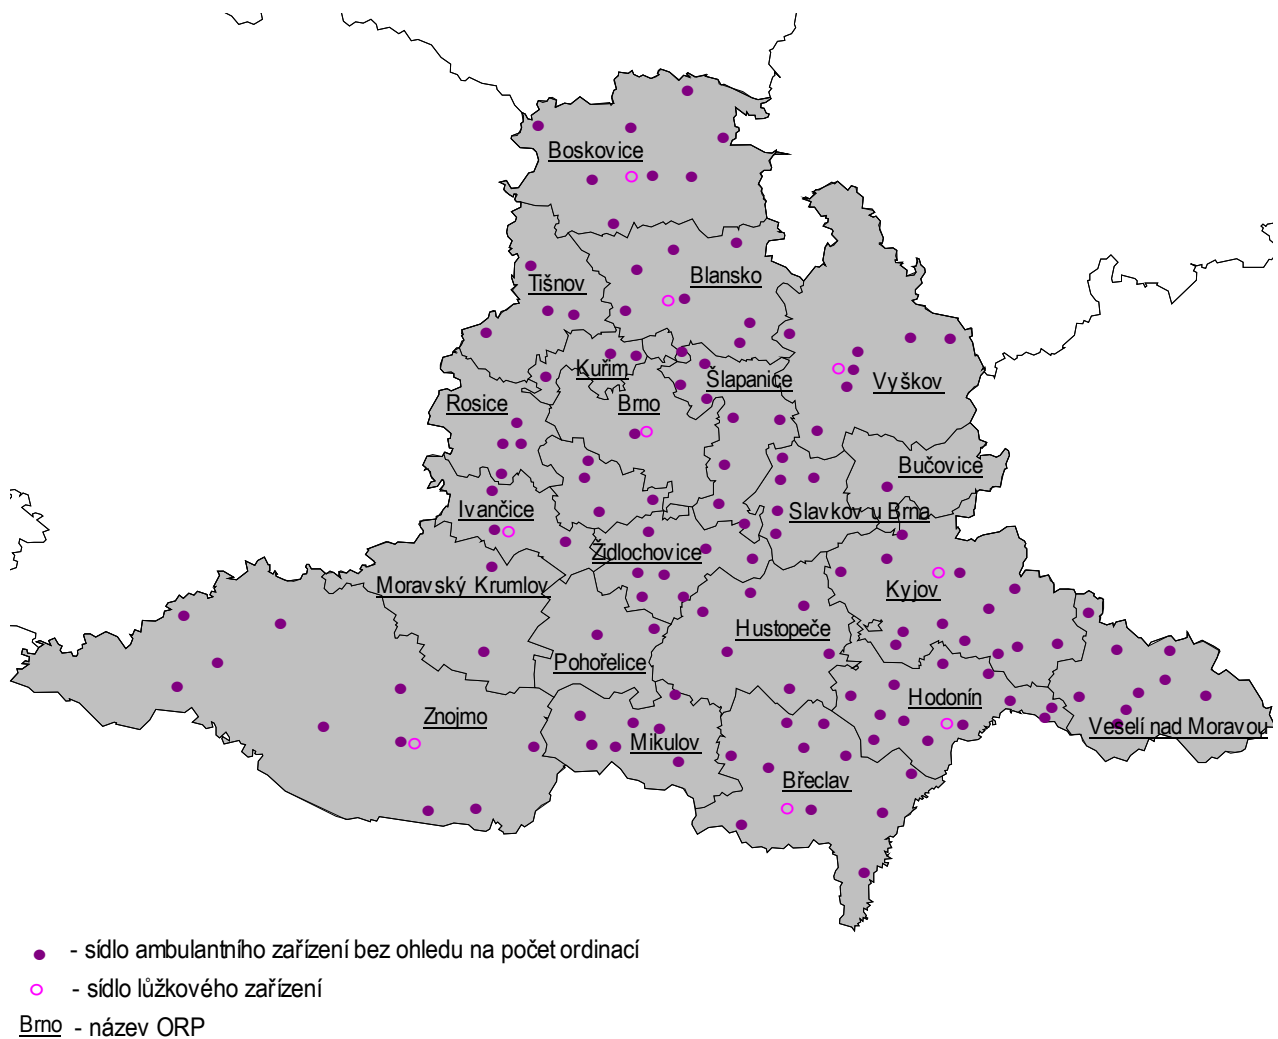 Boskovice
Tišnov
Blansko
Kuřim
Šlapanice
Vyškov
Rosice
Brno
Bučovice
Ivančice
Slavkov u Brna
Židlochovice
Moravský Krumlov
Kyjov
Hustopeče
Pohořelice
Hodonín
Znojmo
Mikulov
Veselí nad Moravou
Břeclav
- sídlo ambulantního zařízení bez ohledu na počet ordinací
- sídlo lůžkového zařízení
Brno - název ORP